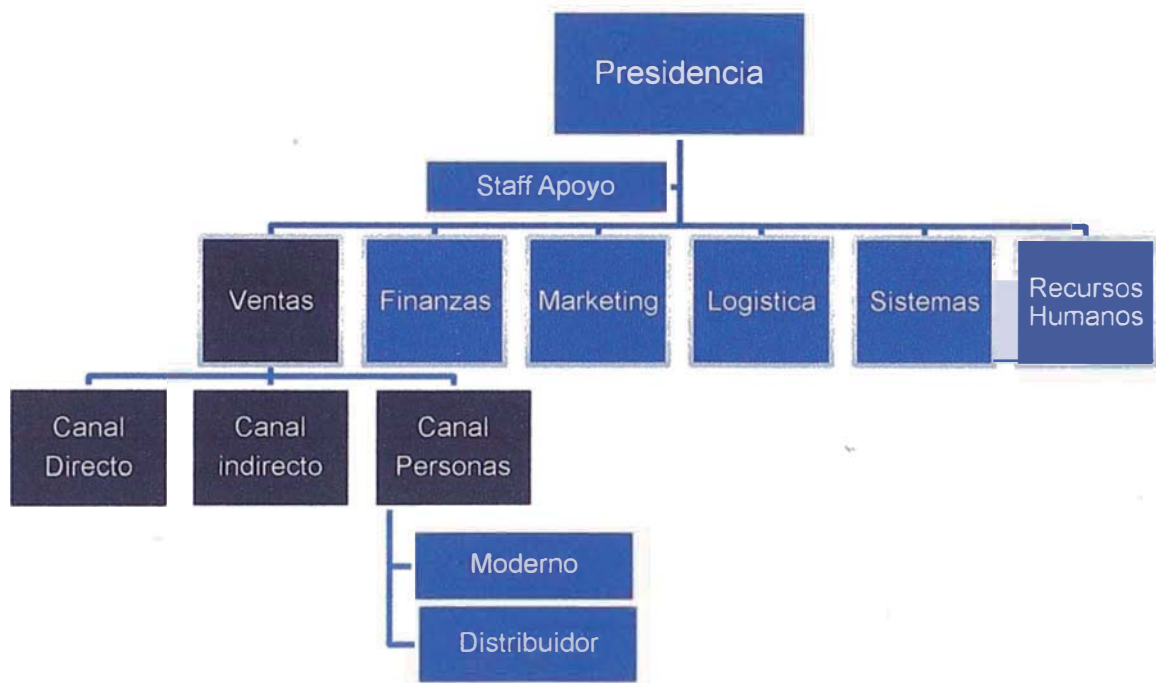 Presidencia
Staff Apoyo
Ventas
Finanzas
Marketing
Logistica
Sistemas
Recursos
Humanos
Canal
Directo
Canal
indirecto
Canal
Personas
Moderno
Distribuidor